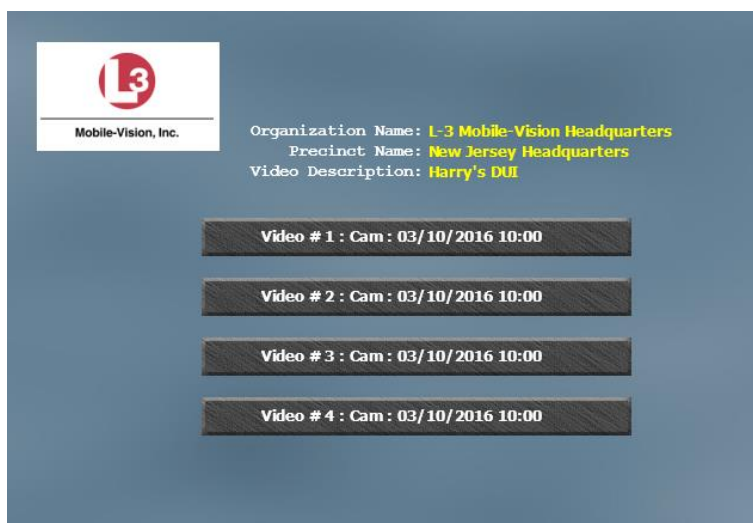 L3
Mobile-Vision, Inc.
Organization Name: L-3 Mobile-Vision Headquarters
Precinct Name: New Jersey Headquarters
Video Description: Harry's DUI
Video # 1 : Cam : 03/10/2016 10:00
Video # 2 : Cam : 03/10/2016 10:00
Video # 3 : Cam : 03/10/2016 10:00
Video # 4 : Cam : 03/10/2016 10:00